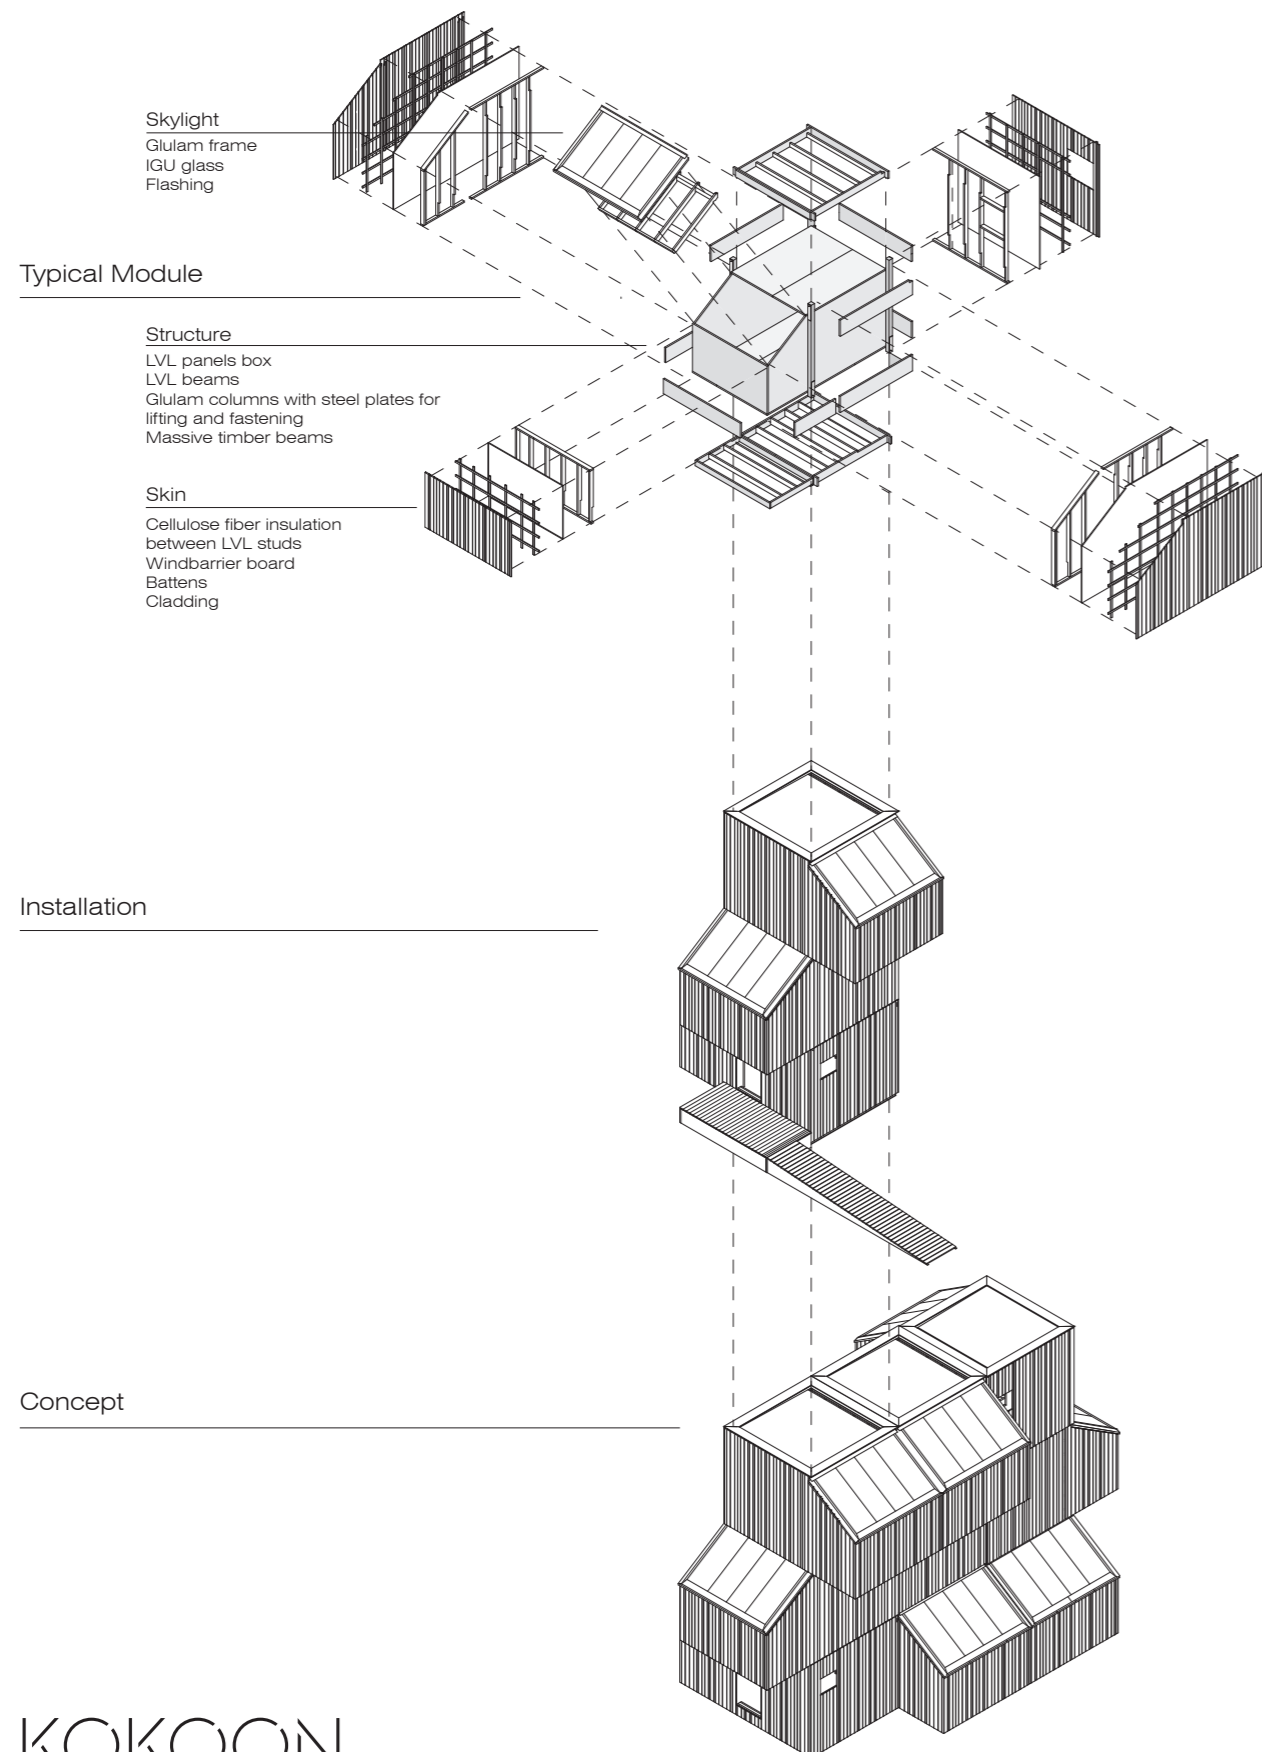 Skylight
Glulam frame
IGU glass
Flashing
Typical Module
Structure
LVL panels box
LVL beams
Glulam columns with steel plates for
lifting and fastening
Massive timber beams
Skin
Cellulose fiber insulation
between LVL studs
Windbarrier board
Battens
Cladding
Installation
Concept
KOKOON